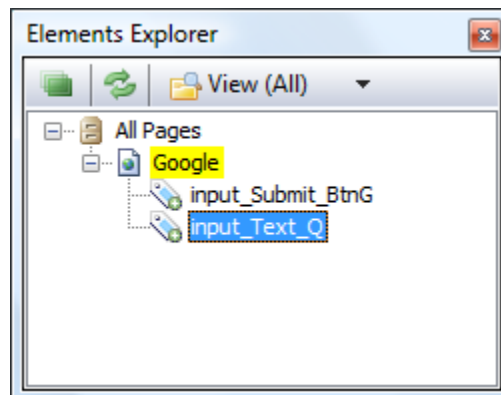 Elements Explorer
View (All)
All Pages
Google
input_Submit_BtnG
input_Text_Q